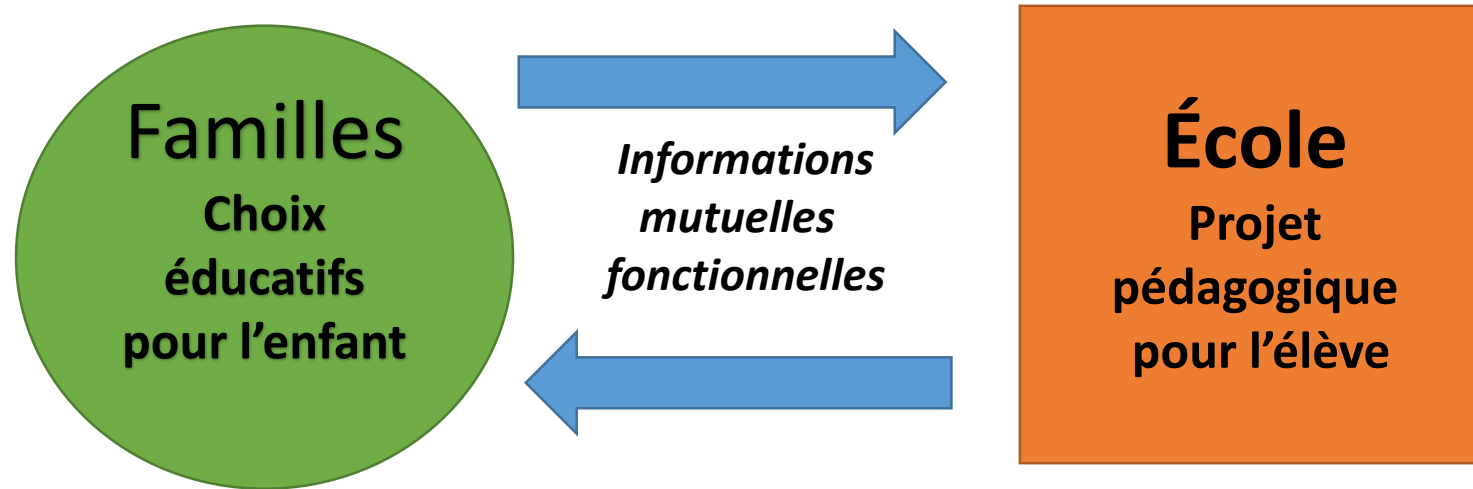 Familles
Choix
éducatifs
pour l’enfant
Informations
mutuelles
fonctionnelles
École
Projet
pédagogique
pour l’élève